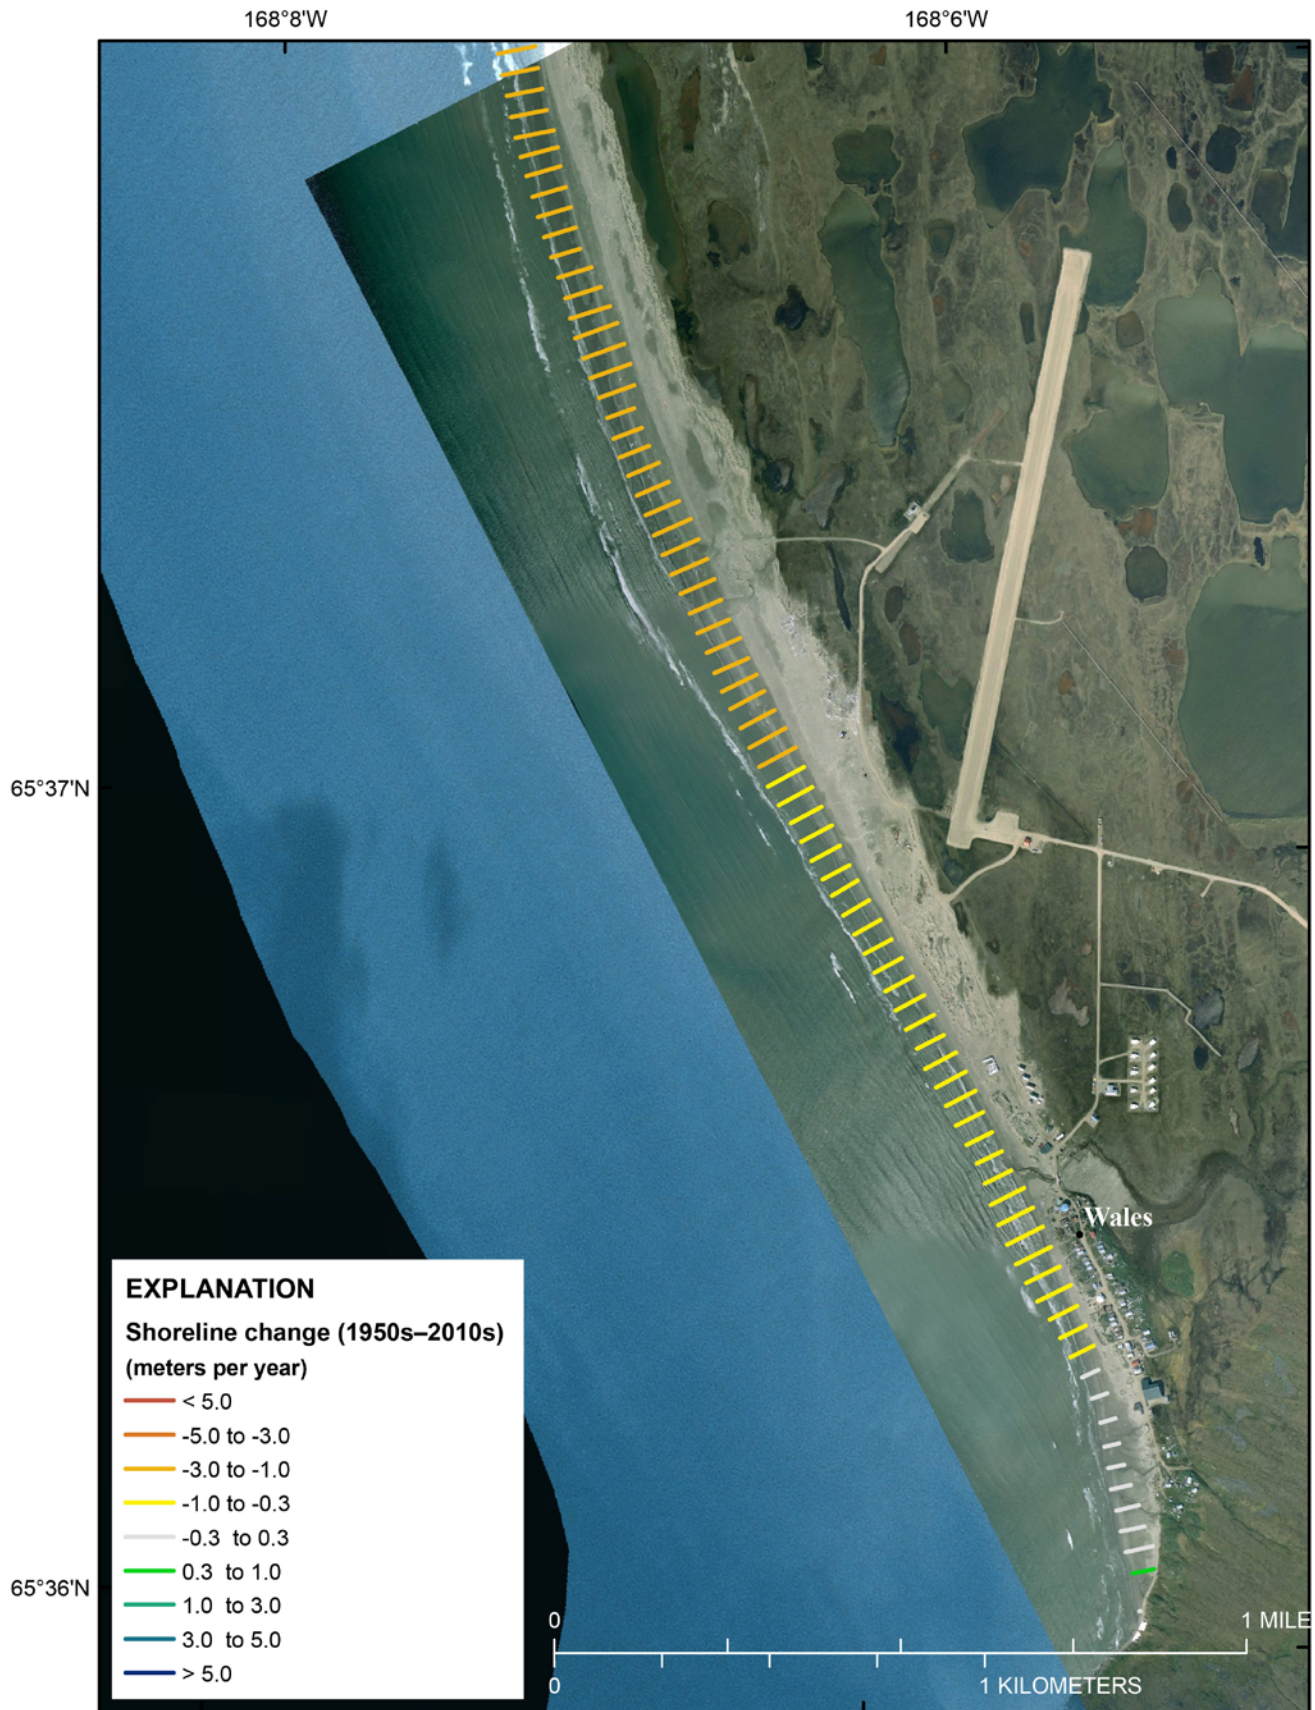 168°8'W 168°6'W
65°37'N
Wales
EXPLANATION
Shoreline change (1950s–2010s)
(meters per year)
< 5.0
-5.0 to -3.0
-3.0 to -1.0
-1.0 to -0.3
-0.3 to 0.3
0.3 to 1.0
1.0 to 3.0
3.0 to 5.0
> 5.0
65°36'N
0 1 MILE
0 1 KILOMETERS